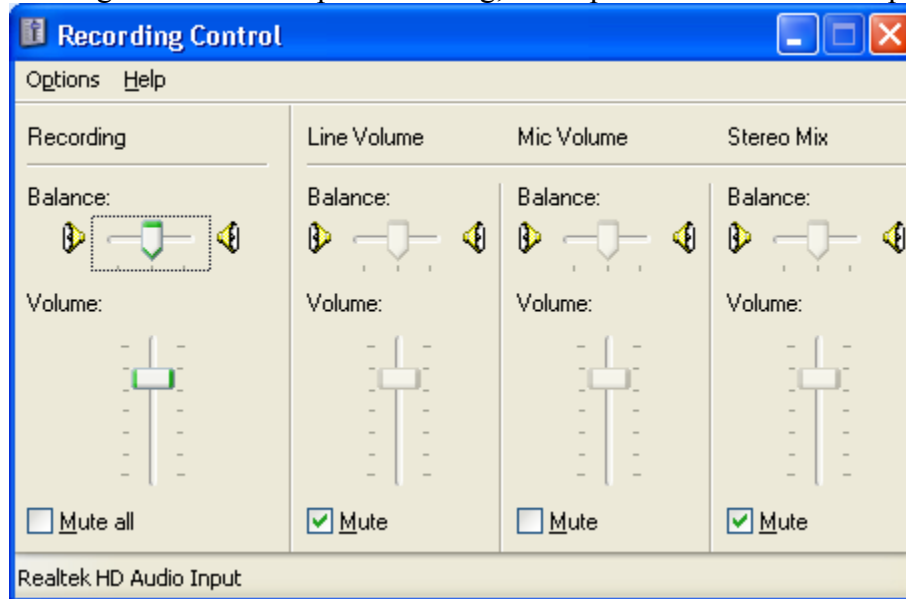 Recording Control
Options Help
Recording
Line Volume
Mic Volume
Stereo Mix
Balance:
Balance:
Balance:
Balance:
Volume:
Volume:
Volume:
Volume:
Mute all
Mute
Mute
Mute
Realtek HD Audio Input